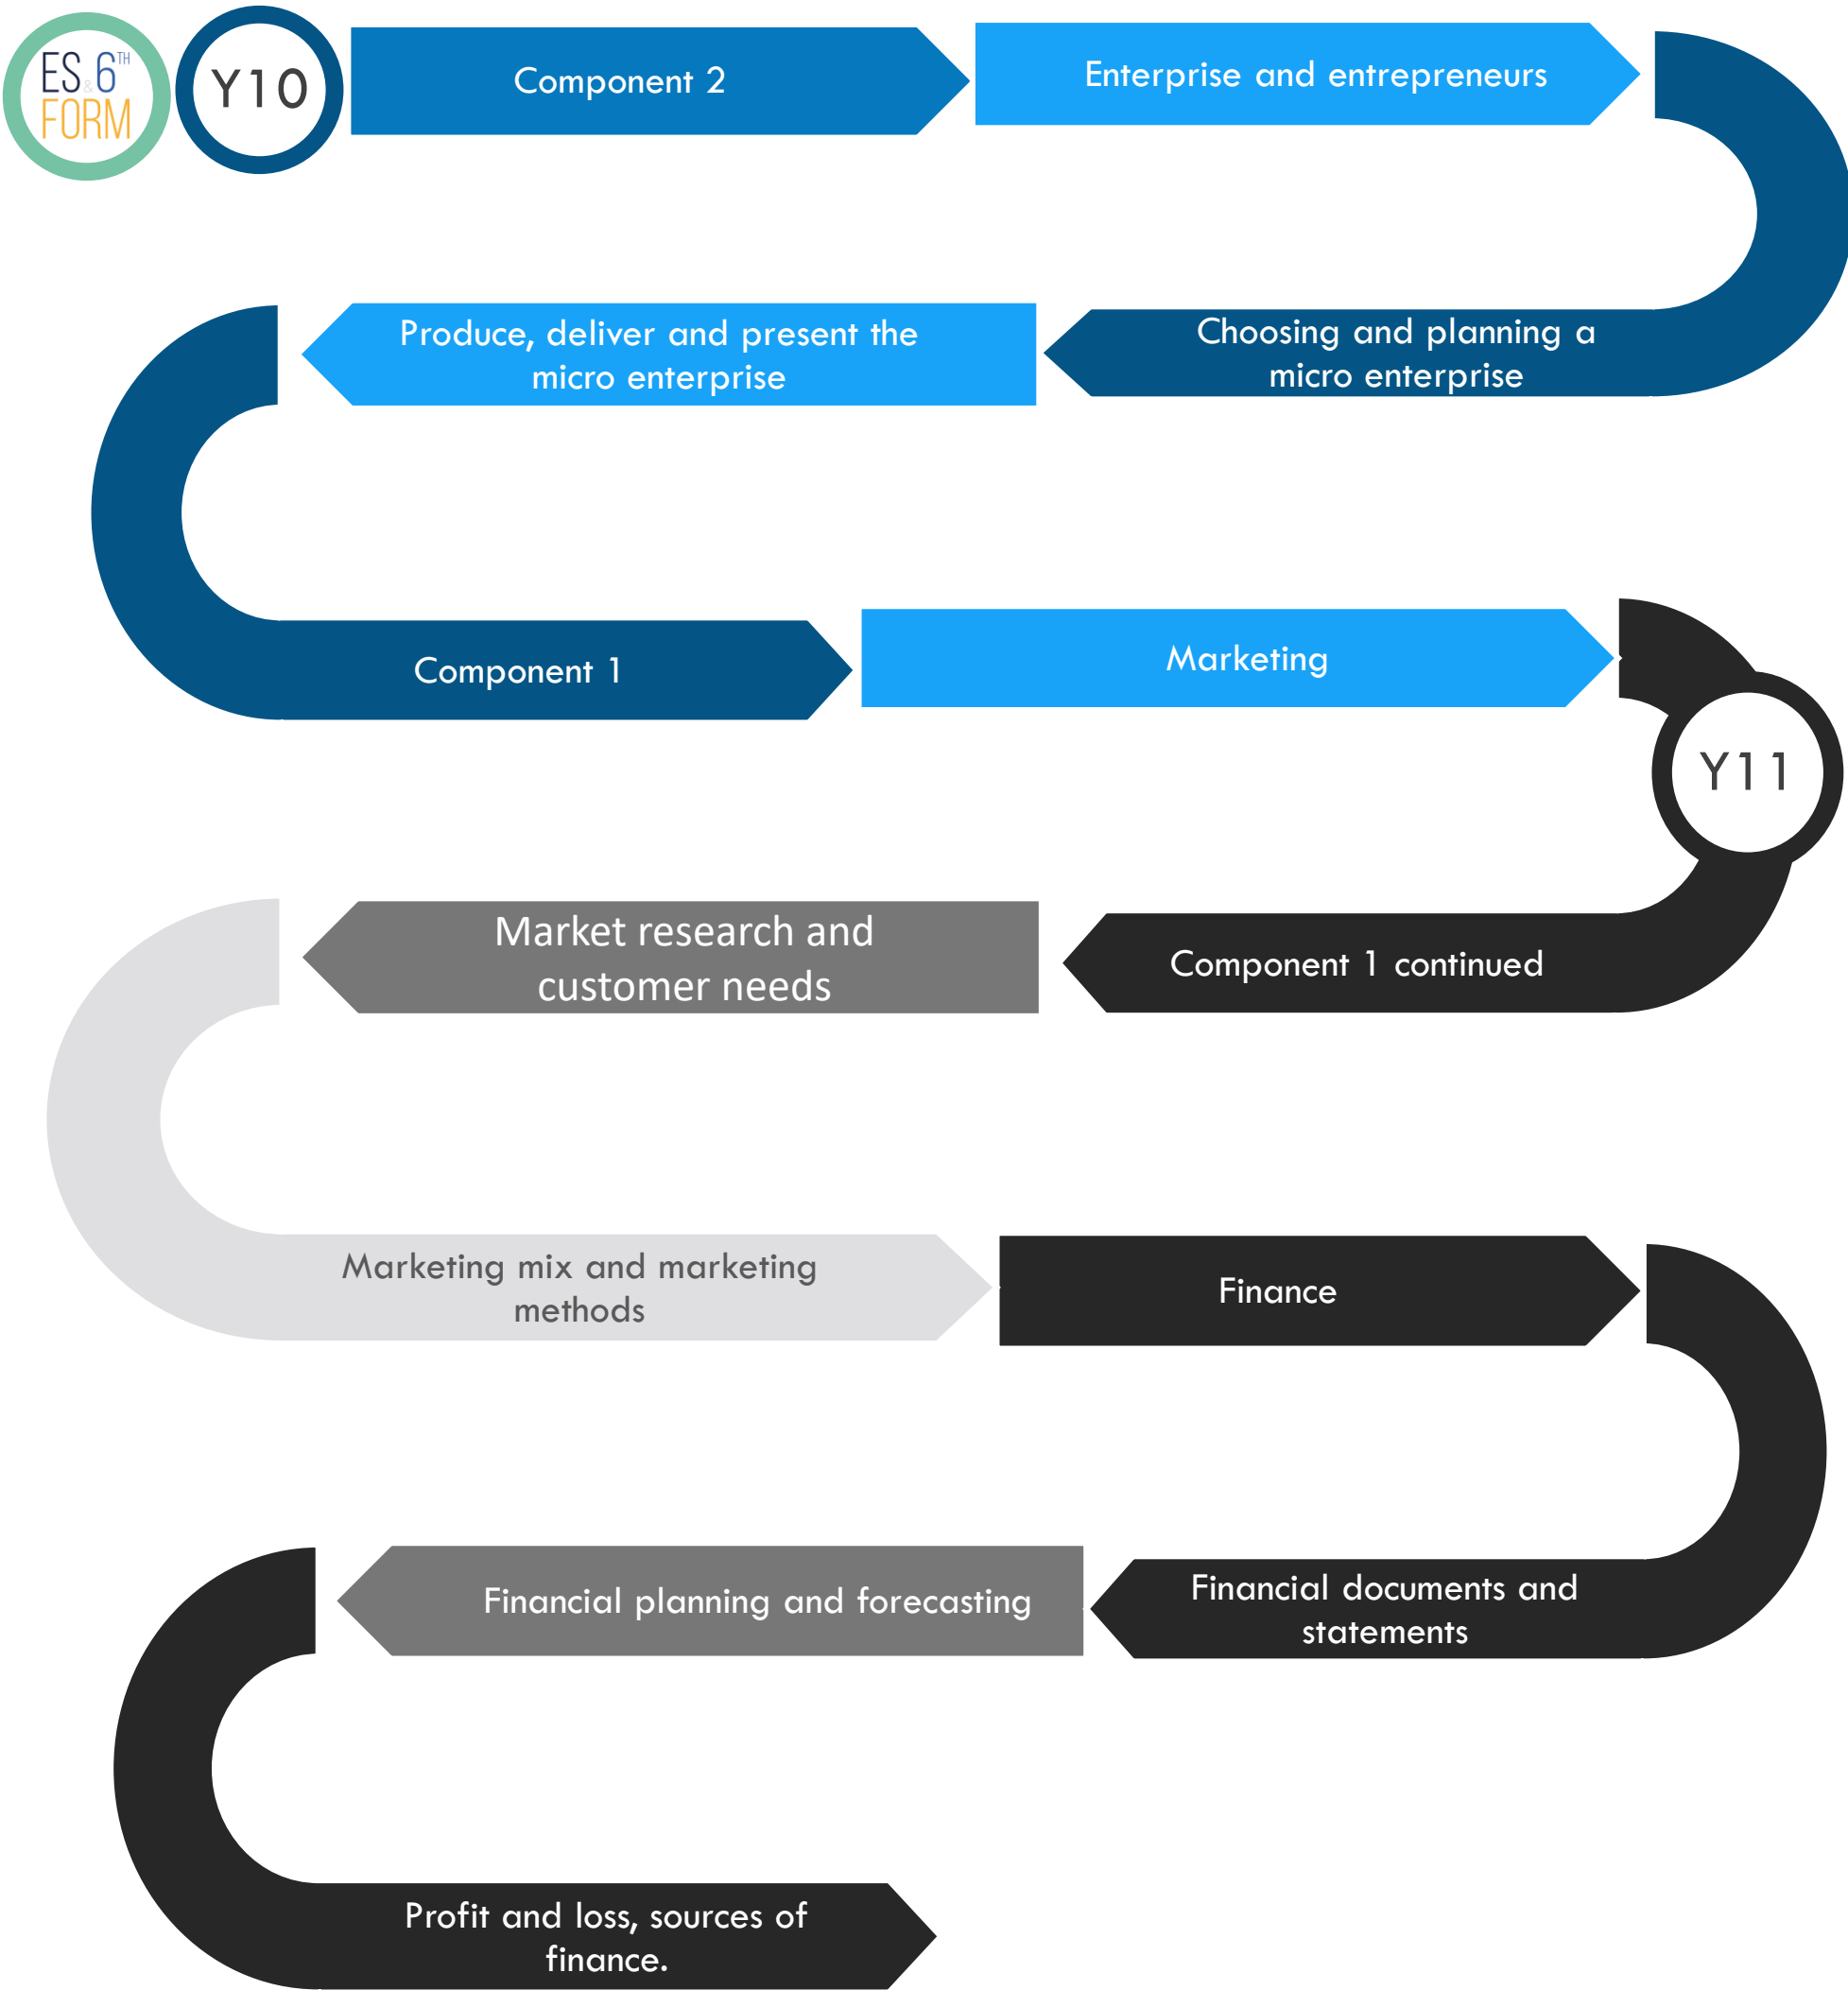 ES&6TH
FORM
Y10
Component 2
Enterprise and entrepreneurs
Choosing and planning a
micro enterprise
Produce, deliver and present the
micro enterprise
Component 1
Marketing
Y11
Component 1 continued
Market research and
customer needs
Marketing mix and marketing
methods
Finance
Financial documents and
statements
Financial planning and forecasting
Profit and loss, sources of
finance.